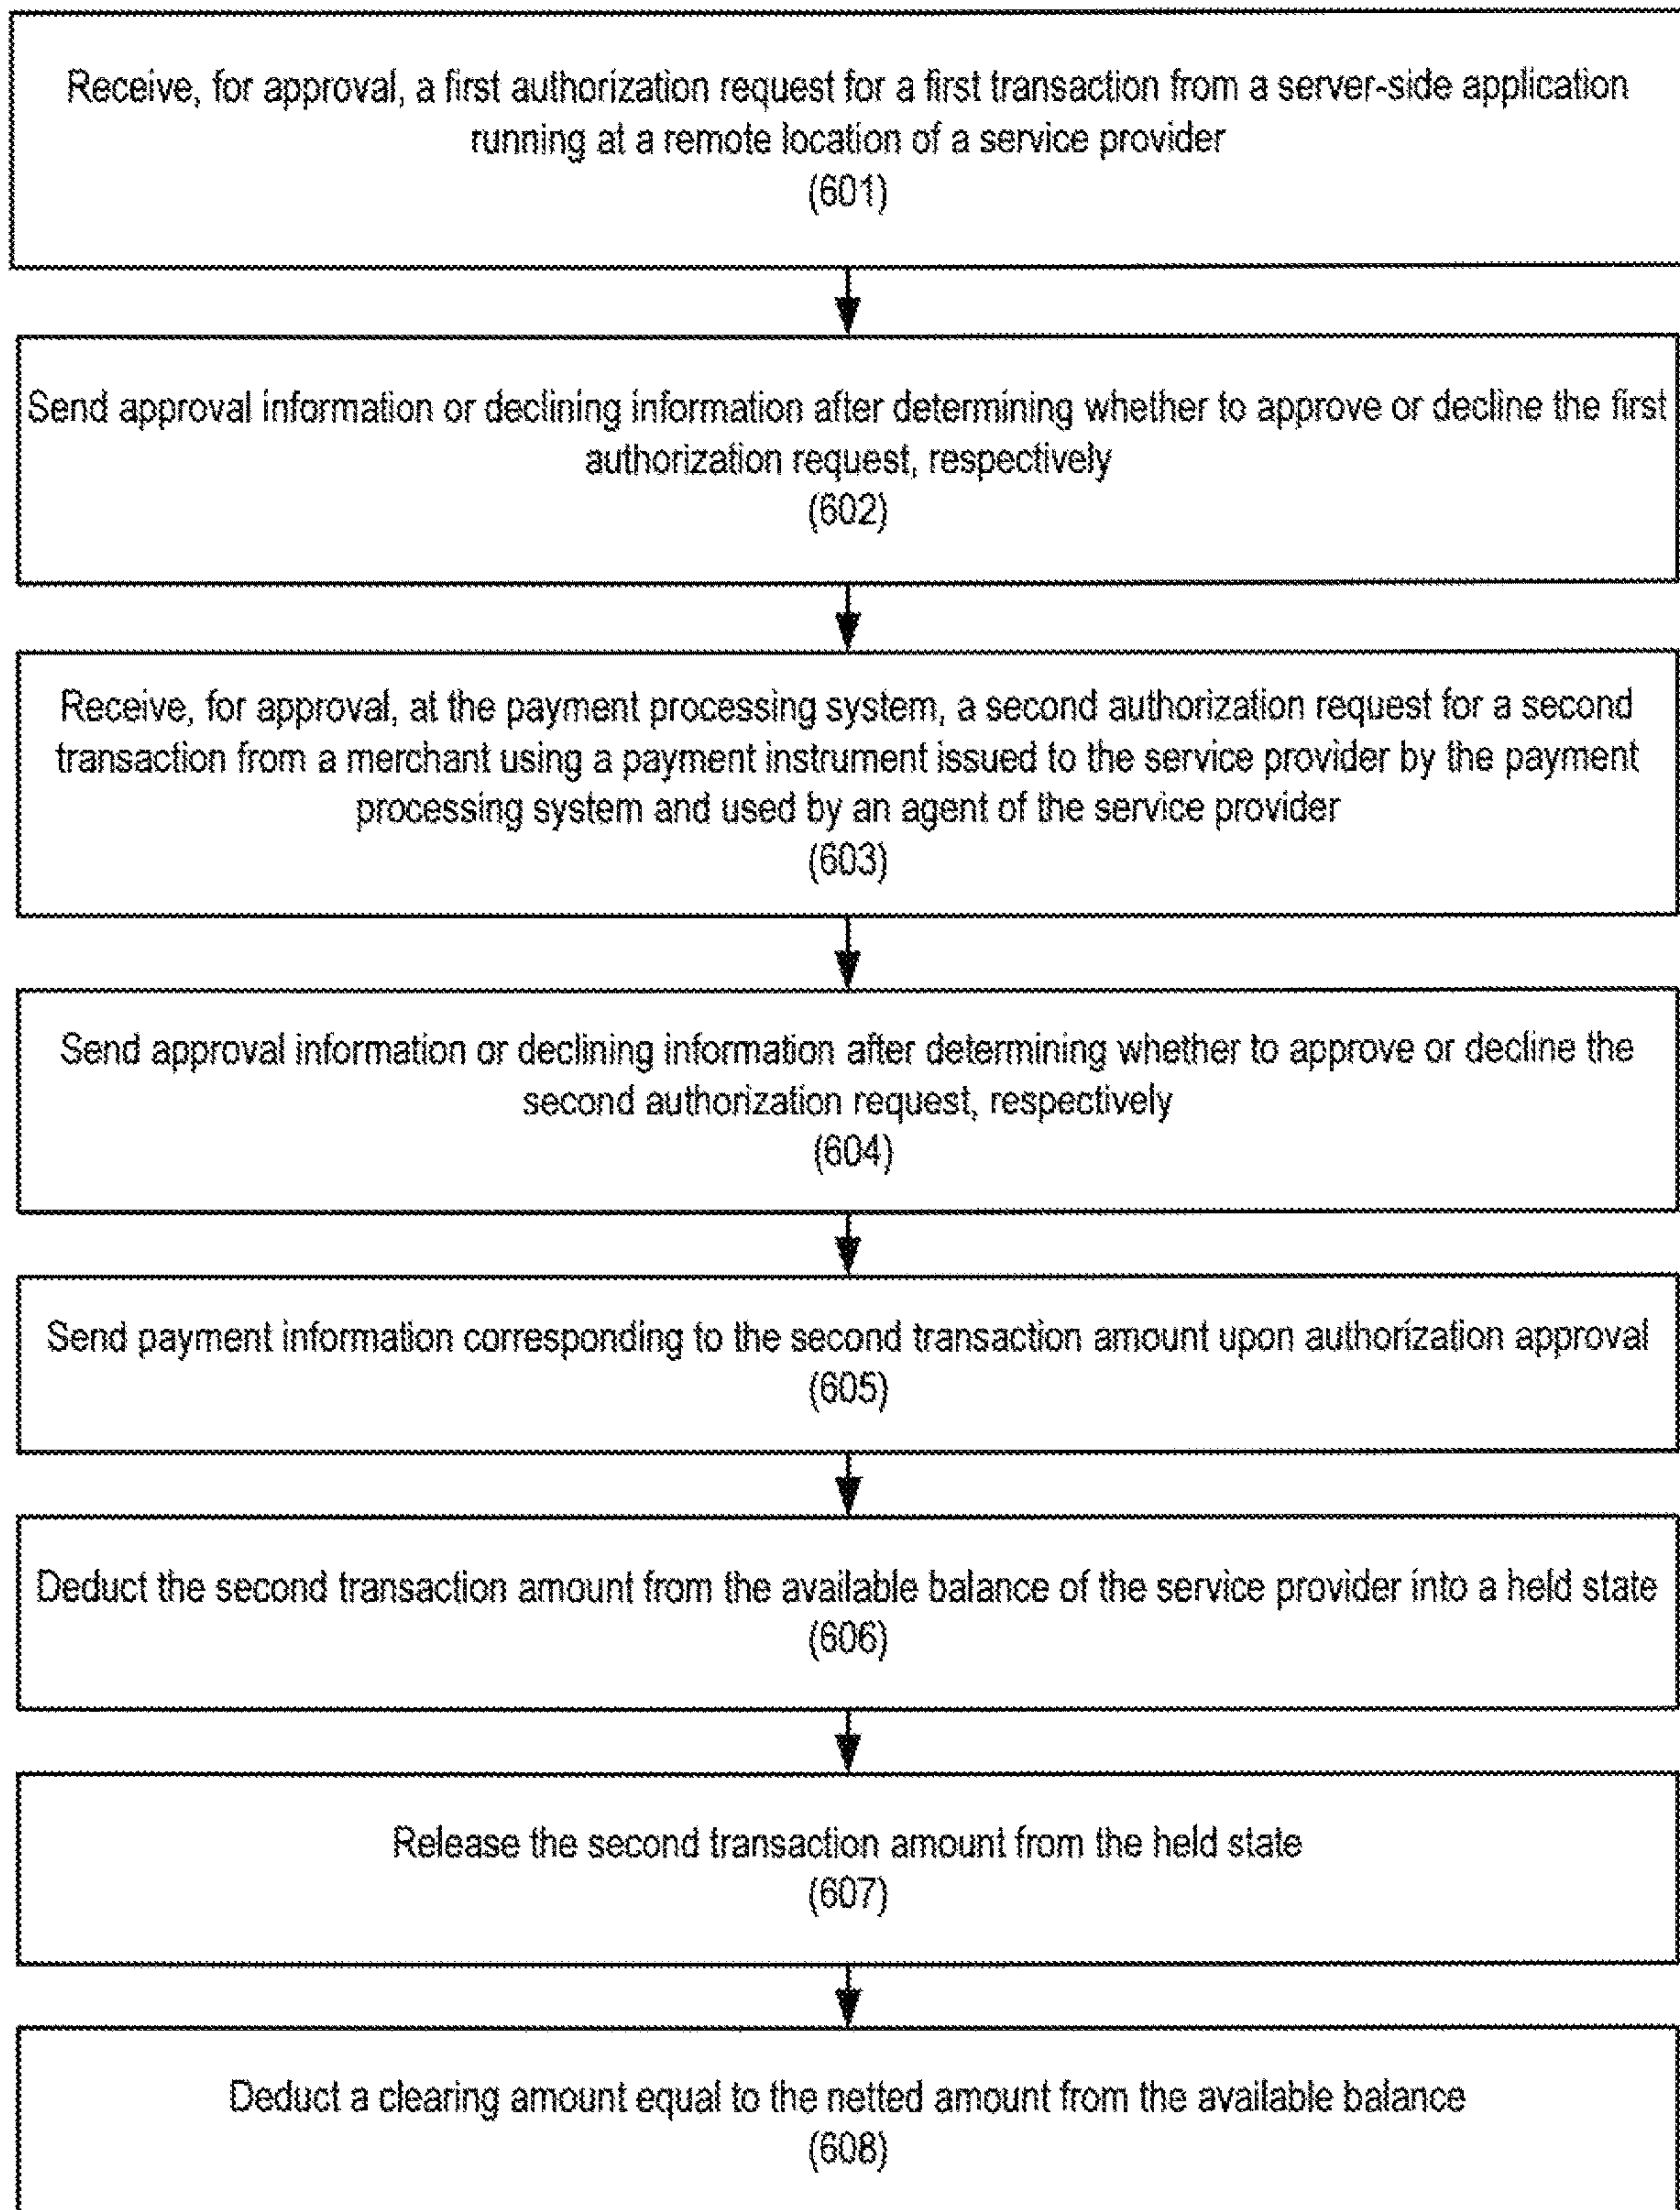 Receive, for approval, a first authorization request for a first transaction from a server-side application
running at a remote location of a service provider
(601)
Send approval information or declining information after determining whether to approve or decline the first
authorization request, respectively
(602)
Receive, for approval, at the payment processing system, a second authorization request for a second
transaction from a merchant using a payment instrument issued to the service provider by the payment
processing system and used by an agent of the service provider
(603)
Send approval information or declining information after determining whether to approve or decline the
second authorization request, respectively
(604)
Send payment information corresponding to the second transaction amount upon authorization approval
(605)
Deduct the second transaction amount from the available balance of the service provider into a held state
(606)
Release the second transaction amount from the held state
(607)
Deduct a clearing amount equal to the netted amount from the available balance
(608)